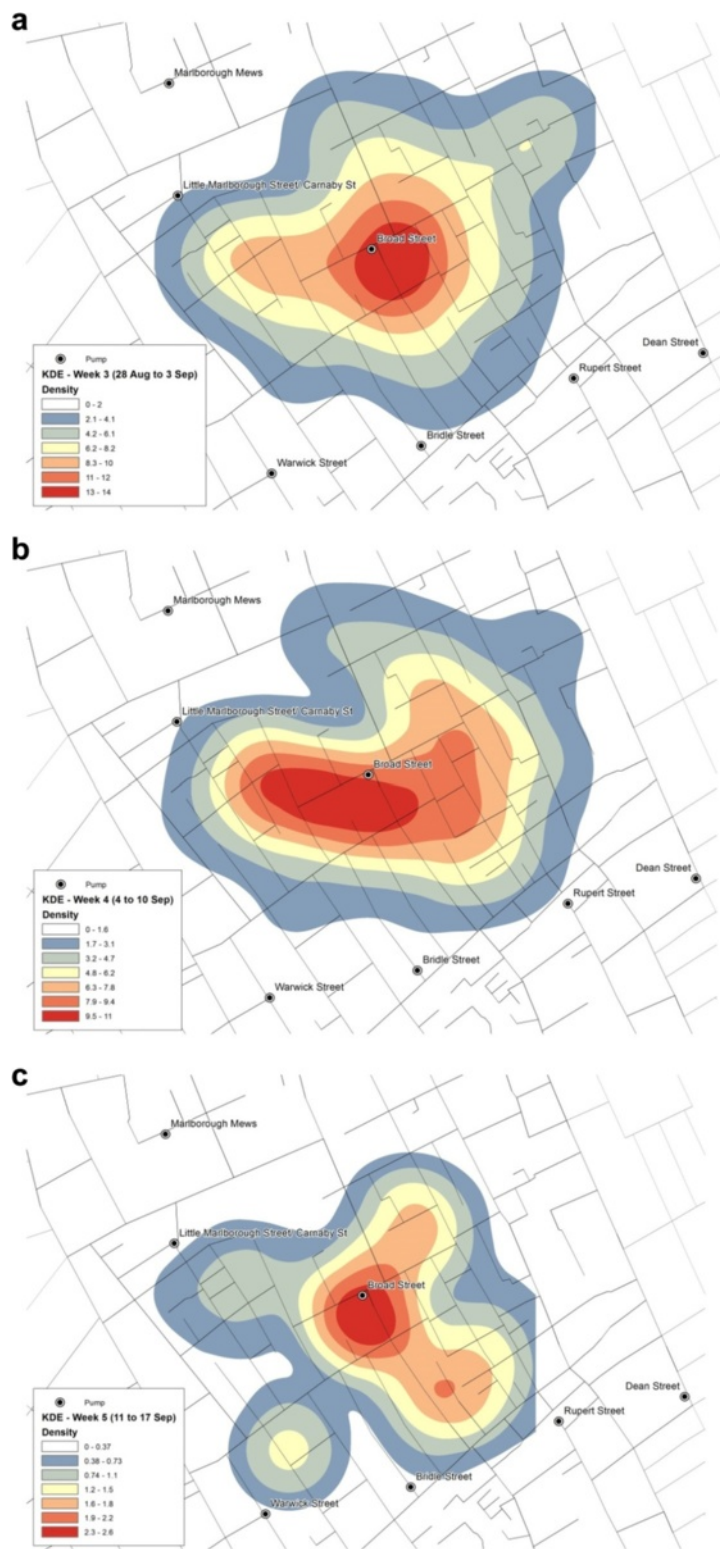 a
Marlborough Mews
Little Marlborough Street/ Carnaby St
Broad Street
Dean Street
Rupert Street
Bridle Street
Warwick Street
Pump
KDE - Week 3 (28 Aug to 3 Sep)
Density
0 - 2
2.1 - 4.1
4.2 - 6.1
6.2 - 8.2
8.3 - 10
11 - 12
13 - 14
b
Marlborough Mews
Little Marlborough Street/ Carnaby St
Broad Street
Dean Street
Rupert Street
Bridle Street
Warwick Street
Pump
KDE - Week 4 (4 to 10 Sep)
Density
0 - 1.6
1.7 - 3.1
3.2 - 4.7
4.8 - 6.2
6.3 - 7.8
7.9 - 9.4
9.5 - 11
c
Marlborough Mews
Little Marlborough Street/ Carnaby St
Broad Street
Dean Street
Rupert Street
Bridle Street
Warwick Street
Pump
KDE - Week 5 (11 to 17 Sep)
Density
0 - 0.37
0.38 - 0.73
0.74 - 1.1
1.2 - 1.5
1.6 - 1.8
1.9 - 2.2
2.3 - 2.6